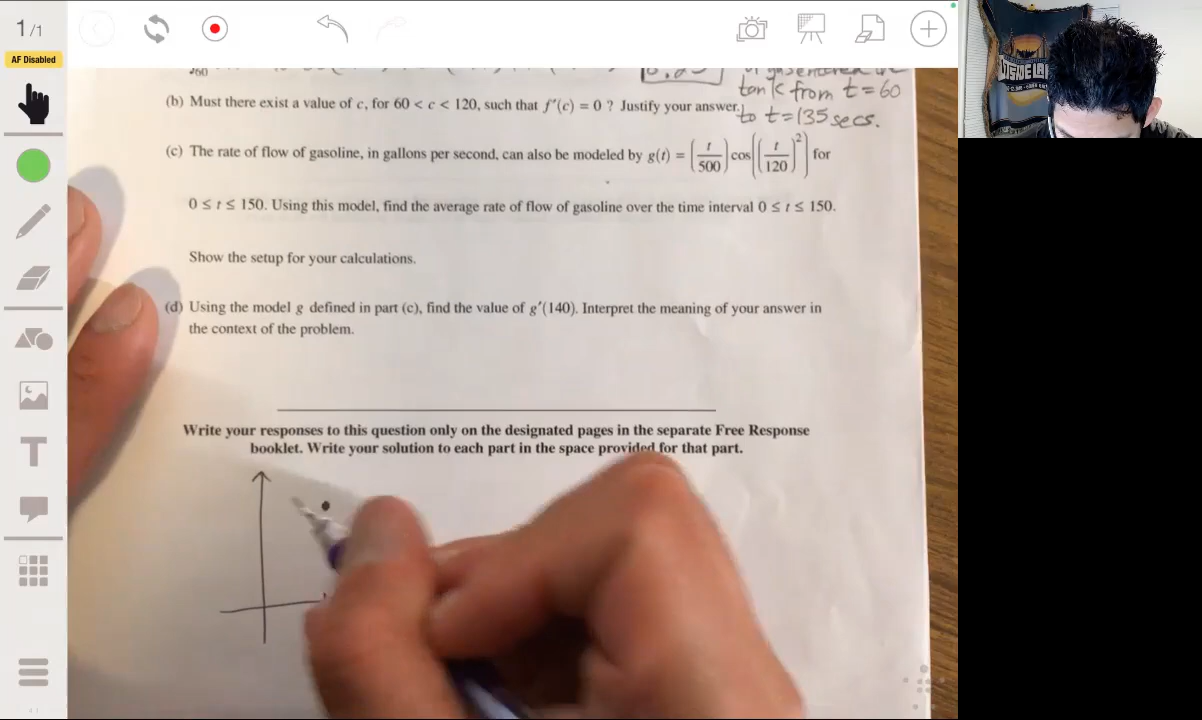 1/1
AF Disabled
tank from t=60
(b) Must there exist a value of c, for 60 < c < 120, such that f′(c) = 0 ? Justify your answer.
to t=135 secs.
(c) The rate of flow of gasoline, in gallons per second, can also be modeled by g(t) = (t/500) cos((t/120)²) for
0 ≤ t ≤ 150. Using this model, find the average rate of flow of gasoline over the time interval 0 ≤ t ≤ 150.
Show the setup for your calculations.
(d) Using the model g defined in part (c), find the value of g′(140). Interpret the meaning of your answer in
the context of the problem.
Write your responses to this question only on the designated pages in the separate Free Response
booklet. Write your solution to each part in the space provided for that part.
T